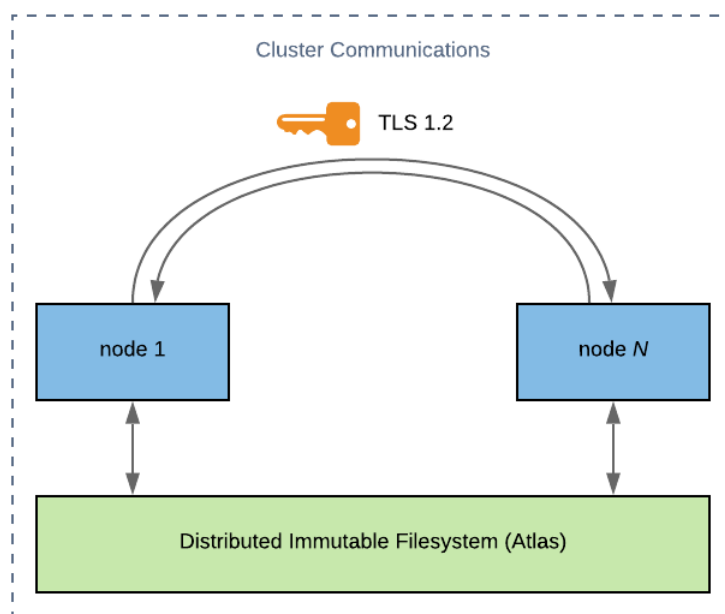 Cluster Communications
TLS 1.2
node 1
node N
Distributed Immutable Filesystem (Atlas)